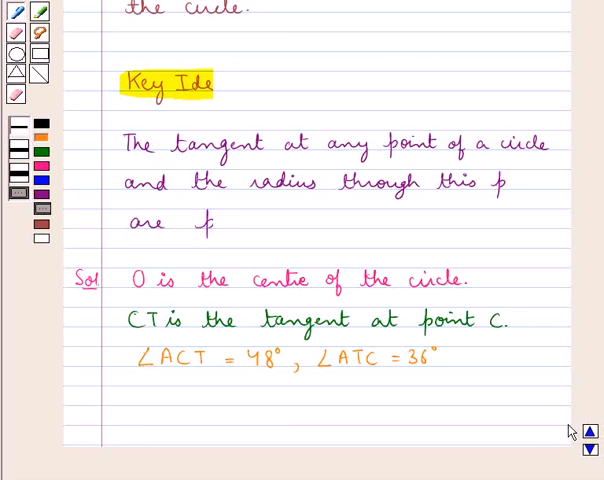 the circle.
Key Ide
The tangent at any point of a circle
and the radius through this p
are p
Sol. O is the centre of the circle.
CT is the tangent at point C.
∠ACT = 48°, ∠ATC = 36°